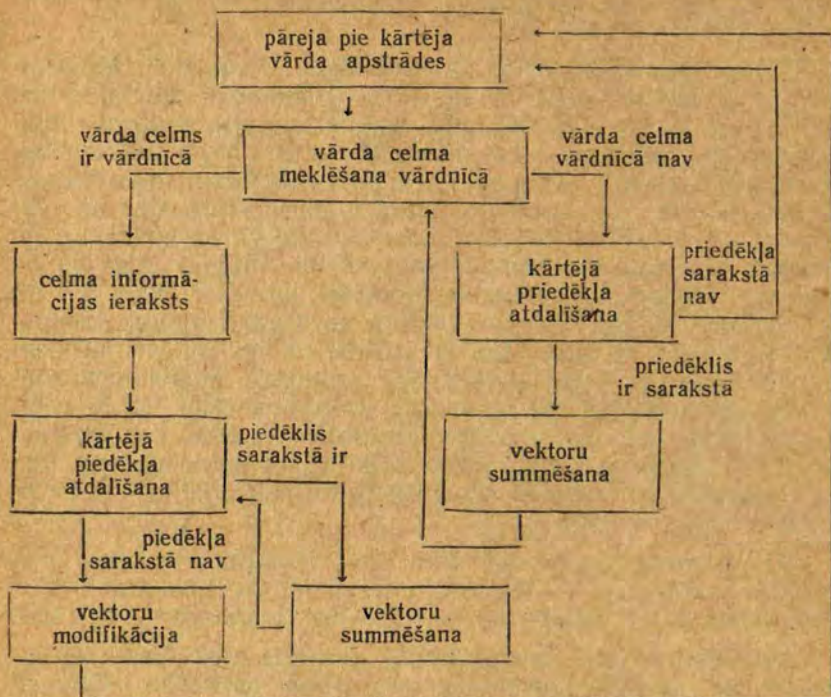 pāreja pie kārtēja
vārda apstrādes
vārda celms
ir vārdnīcā
vārda celma
meklēšana vārdnīcā
vārda celma
vārdnīcā nav
celma informā-
cijas ieraksts
kārtējā
priedēkļa
atdalīšana
priedēkļa
sarakstā
nav
priedēklis
ir sarakstā
kārtējā
piedēkļa
atdalīšana
piedēklis
sarakstā ir
vektoru
summēšana
piedēkļa
sarakstā nav
vektoru
modifikācija
vektoru
summēšana